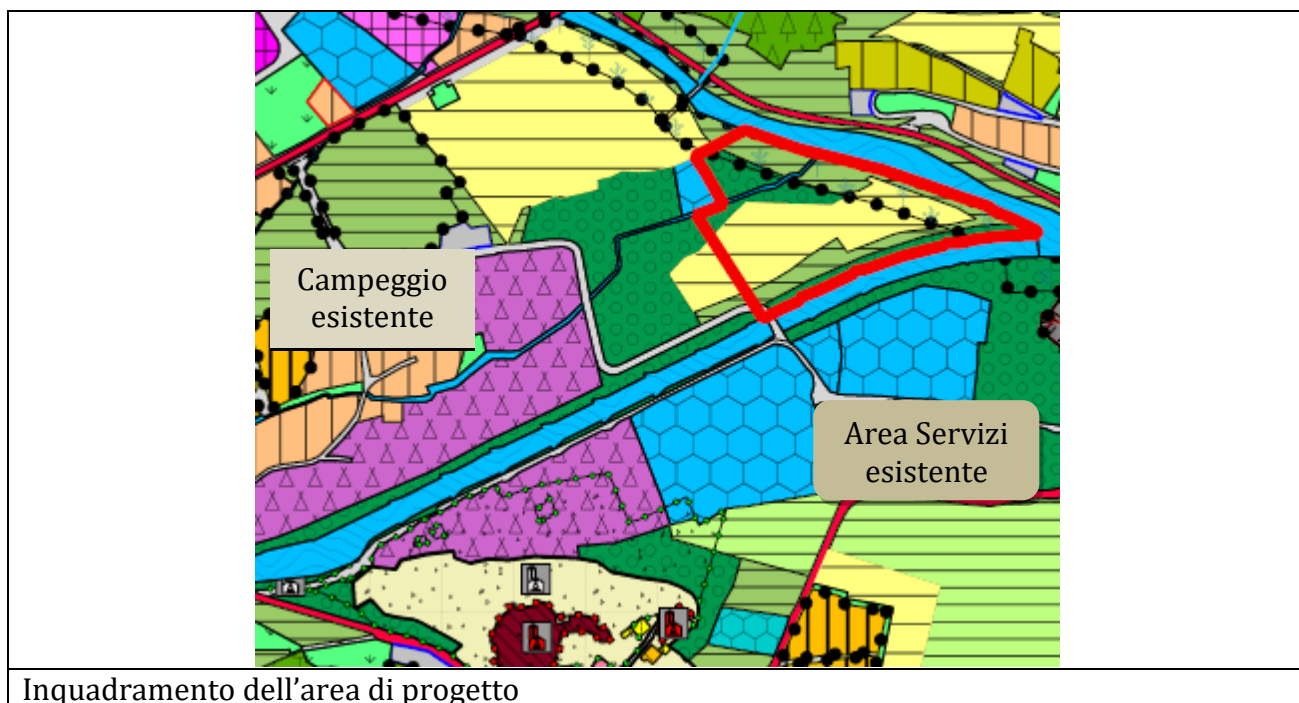 Campeggio
esistente
Area Servizi
esistente
Inquadramento dell'area di progetto